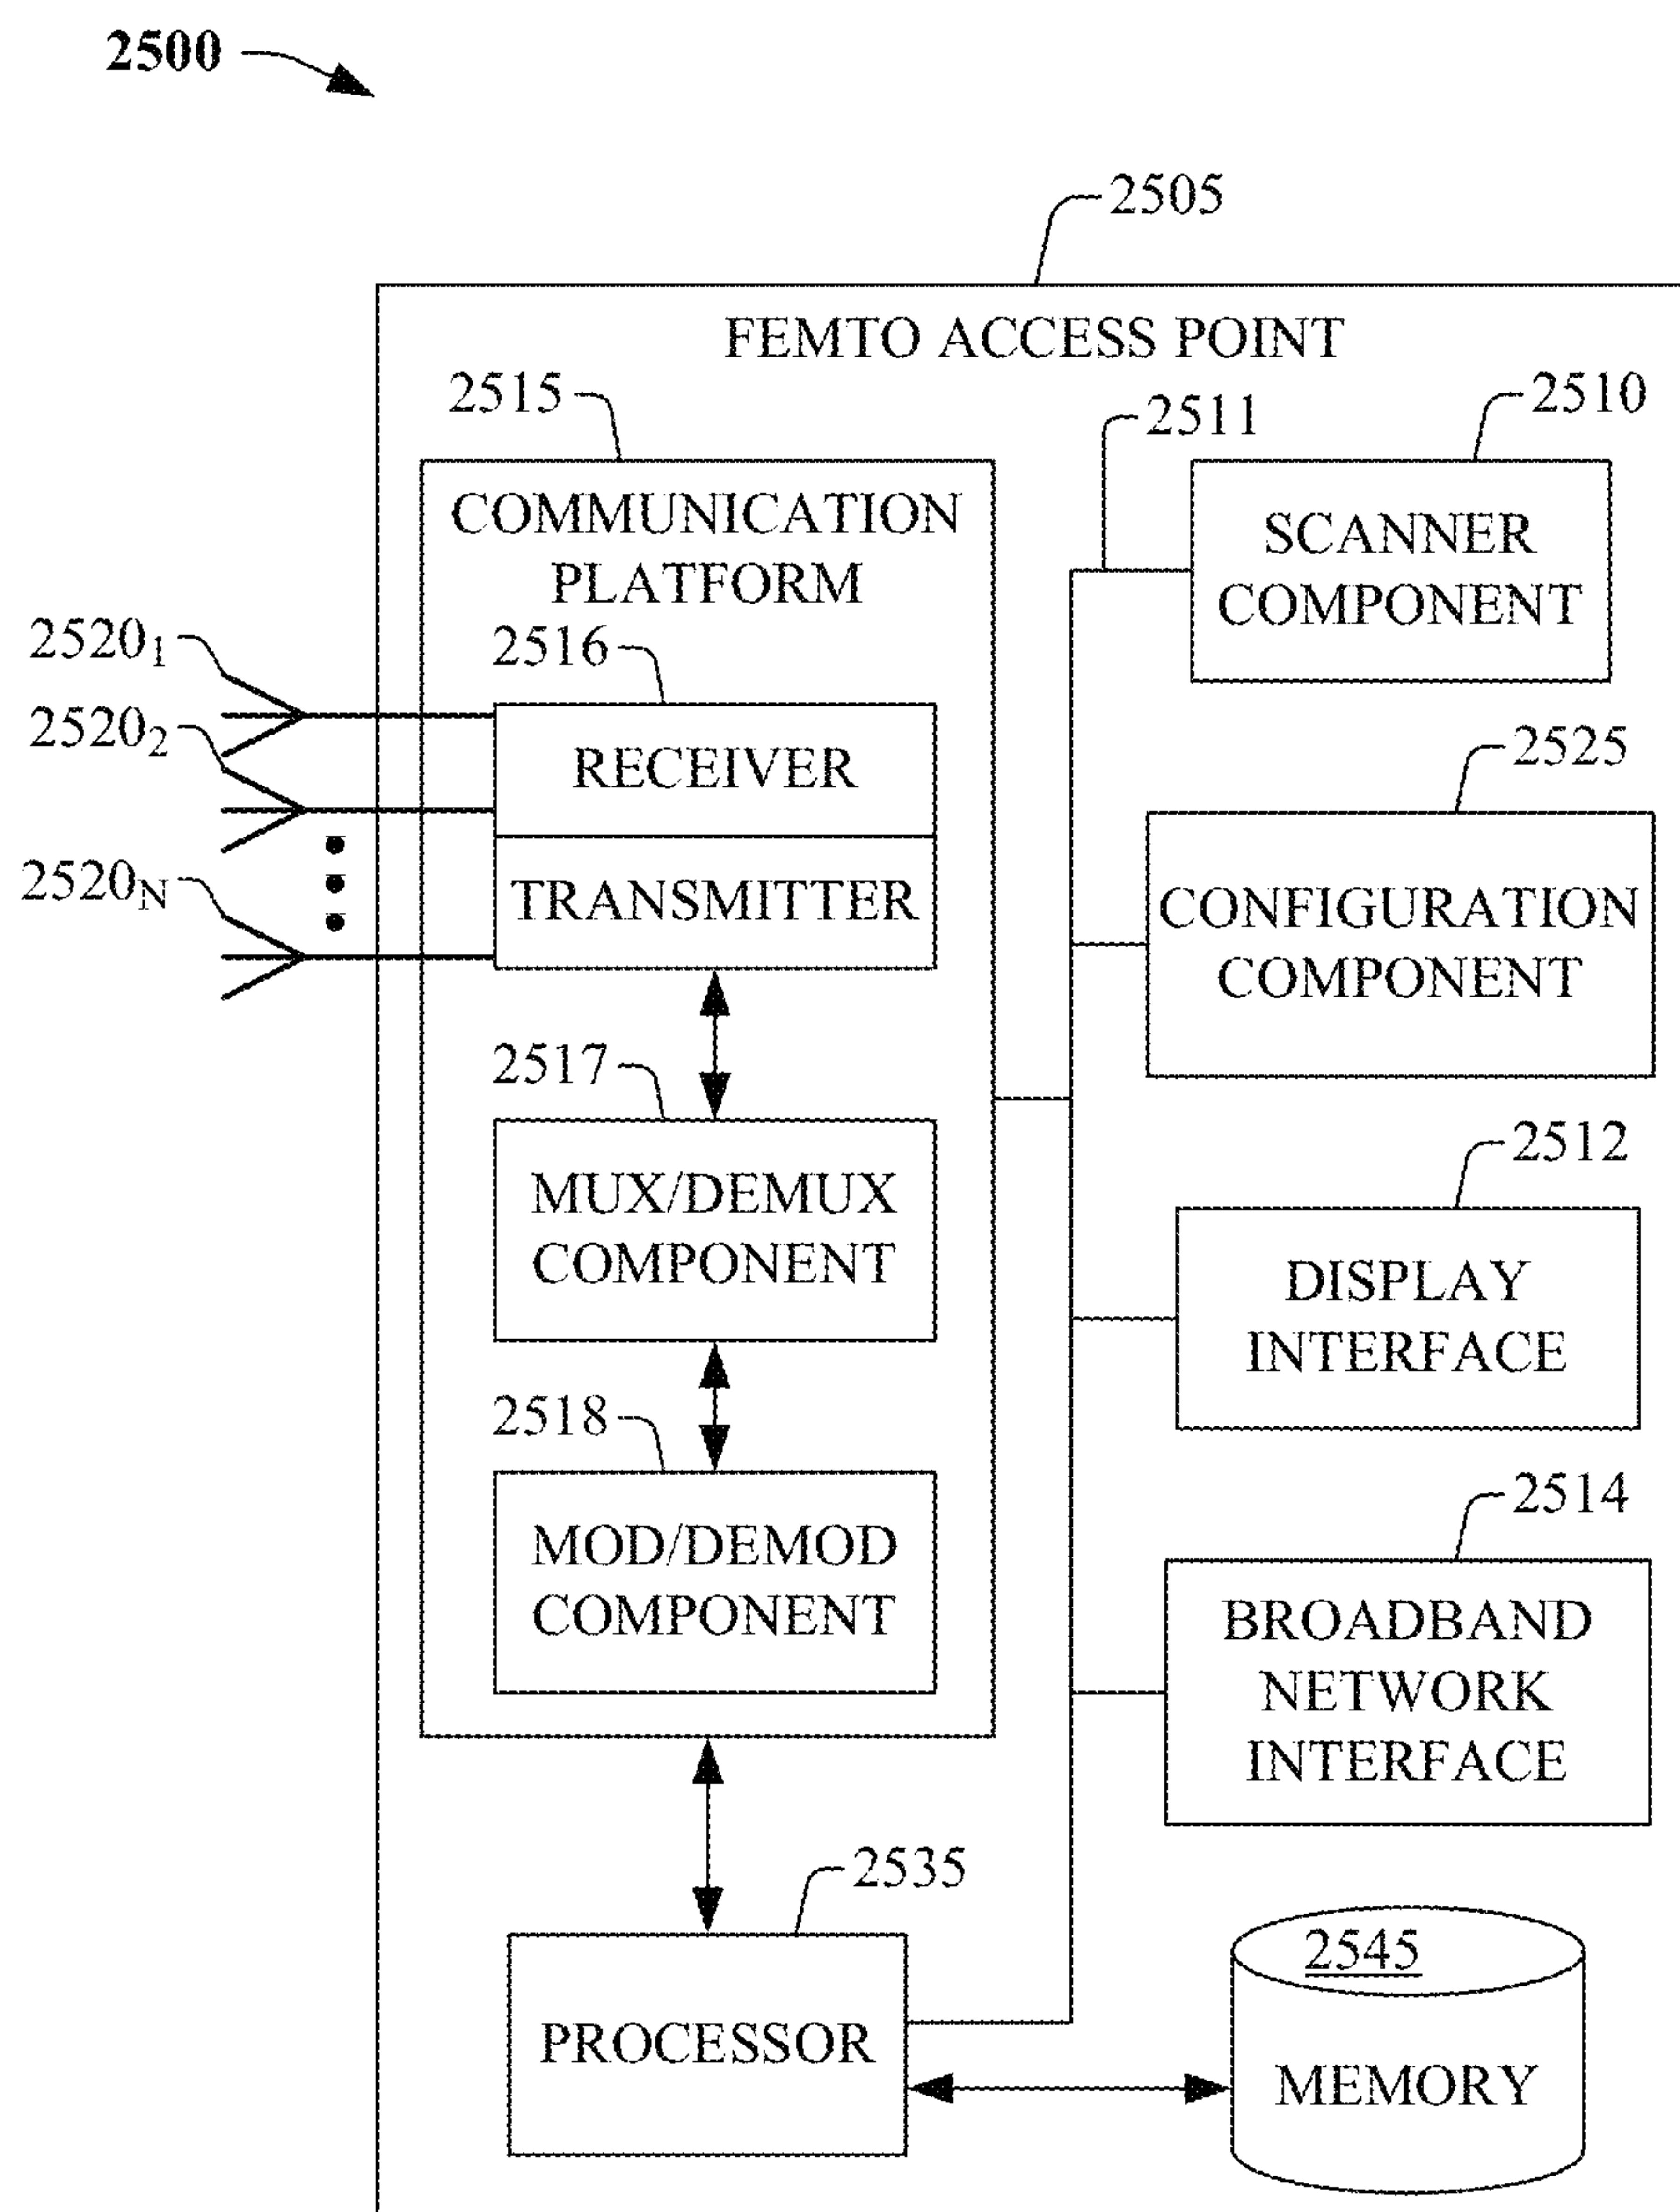 2500
2505
FEMTO ACCESS POINT
2515
2511
2510
COMMUNICATION
PLATFORM
SCANNER
COMPONENT
2520₁
2516
2520₂
RECEIVER
2525
2520N
TRANSMITTER
CONFIGURATION
COMPONENT
2517
2512
MUX/DEMUX
COMPONENT
DISPLAY
INTERFACE
2518
2514
MOD/DEMOD
COMPONENT
BROADBAND
NETWORK
INTERFACE
2535
PROCESSOR
2545
MEMORY